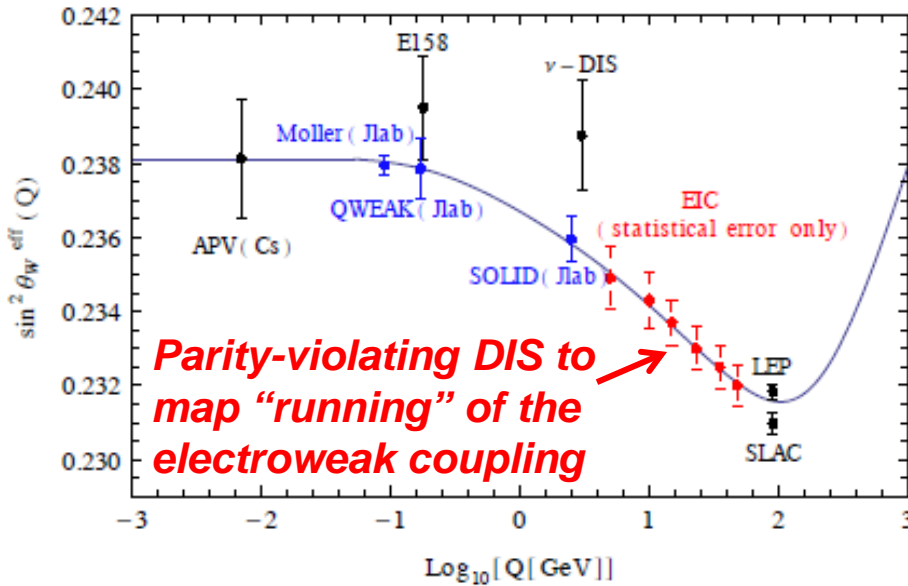 0.242
0.240
0.238
0.236
0.234
0.232
0.230
sin² θ_W ^eff (Q)
E158
ν – DIS
Moller ( Jlab )
QWEAK ( Jlab )
APV ( Cs )
EIC
( statistical error only )
SOLID ( Jlab )
Parity-violating DIS to
map “running” of the
electroweak coupling
LEP
SLAC
−3 −2 −1 0 1 2 3
Log₁₀ [ Q [ GeV ] ]